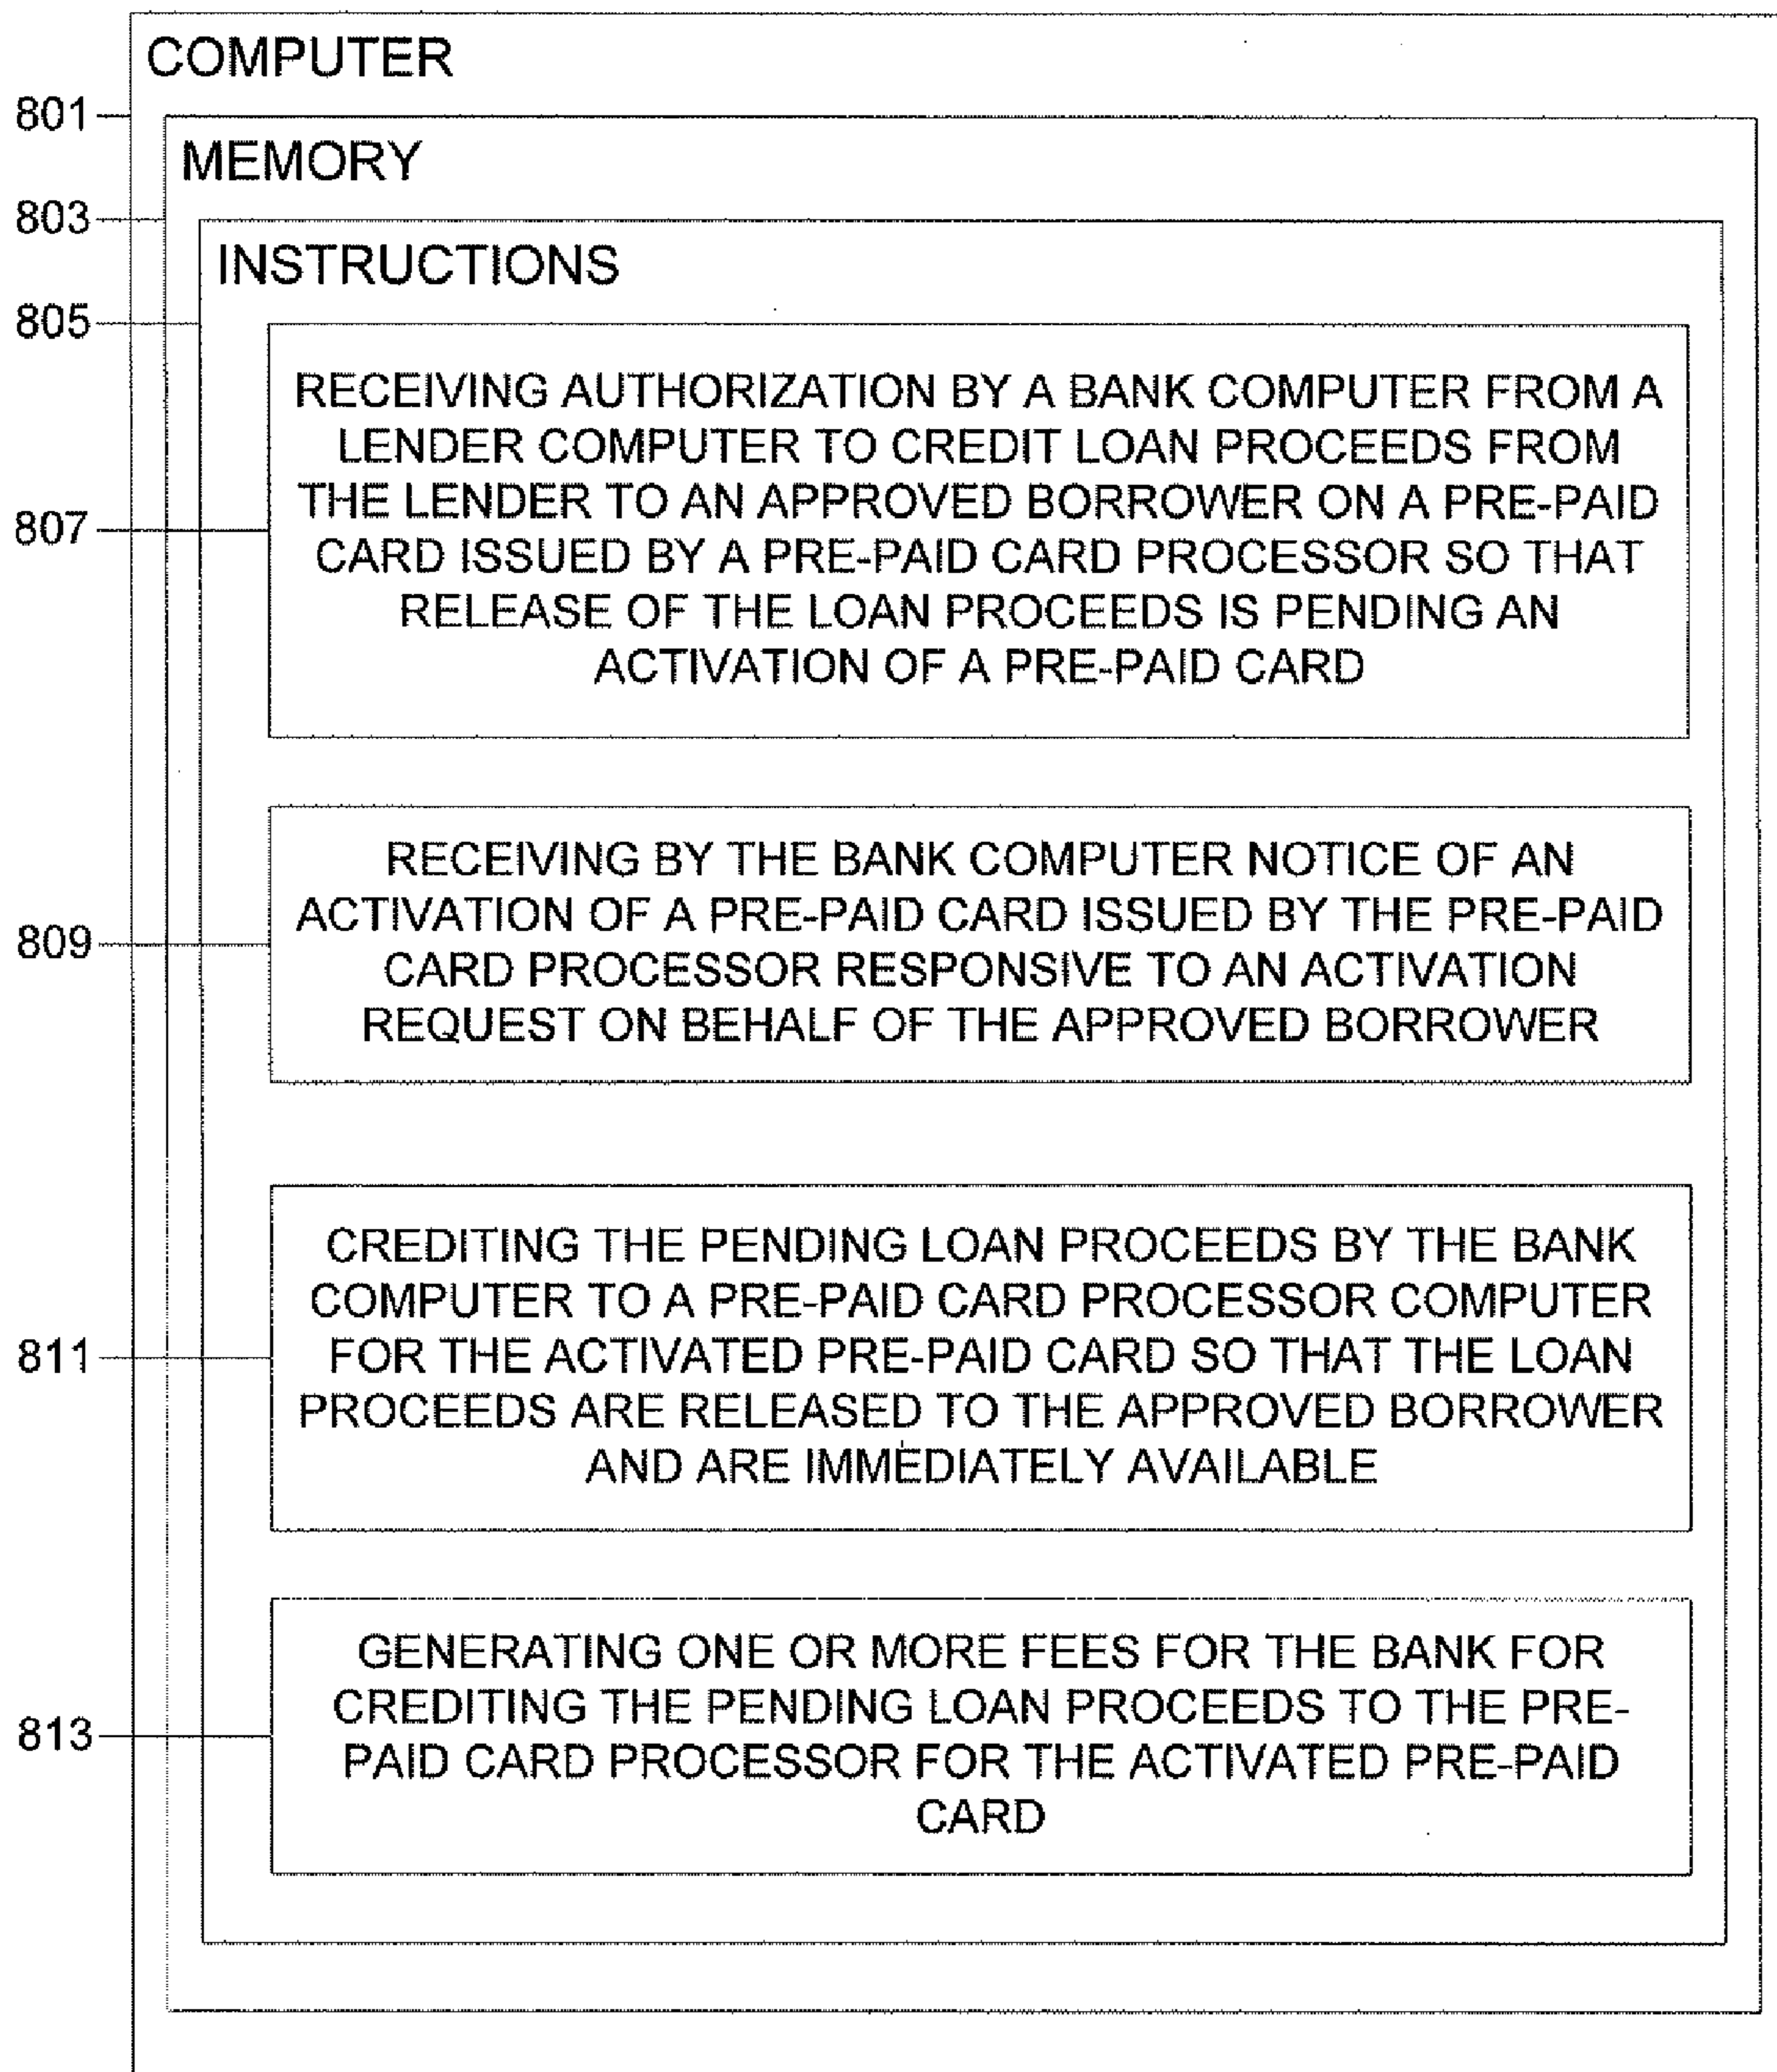 COMPUTER
801
MEMORY
803
INSTRUCTIONS
805
RECEIVING AUTHORIZATION BY A BANK COMPUTER FROM A
LENDER COMPUTER TO CREDIT LOAN PROCEEDS FROM
THE LENDER TO AN APPROVED BORROWER ON A PRE-PAID
807
CARD ISSUED BY A PRE-PAID CARD PROCESSOR SO THAT
RELEASE OF THE LOAN PROCEEDS IS PENDING AN
ACTIVATION OF A PRE-PAID CARD
RECEIVING BY THE BANK COMPUTER NOTICE OF AN
ACTIVATION OF A PRE-PAID CARD ISSUED BY THE PRE-PAID
809
CARD PROCESSOR RESPONSIVE TO AN ACTIVATION
REQUEST ON BEHALF OF THE APPROVED BORROWER
CREDITING THE PENDING LOAN PROCEEDS BY THE BANK
COMPUTER TO A PRE-PAID CARD PROCESSOR COMPUTER
811
FOR THE ACTIVATED PRE-PAID CARD SO THAT THE LOAN
PROCEEDS ARE RELEASED TO THE APPROVED BORROWER
AND ARE IMMEDIATELY AVAILABLE
GENERATING ONE OR MORE FEES FOR THE BANK FOR
CREDITING THE PENDING LOAN PROCEEDS TO THE PRE-
813
PAID CARD PROCESSOR FOR THE ACTIVATED PRE-PAID
CARD